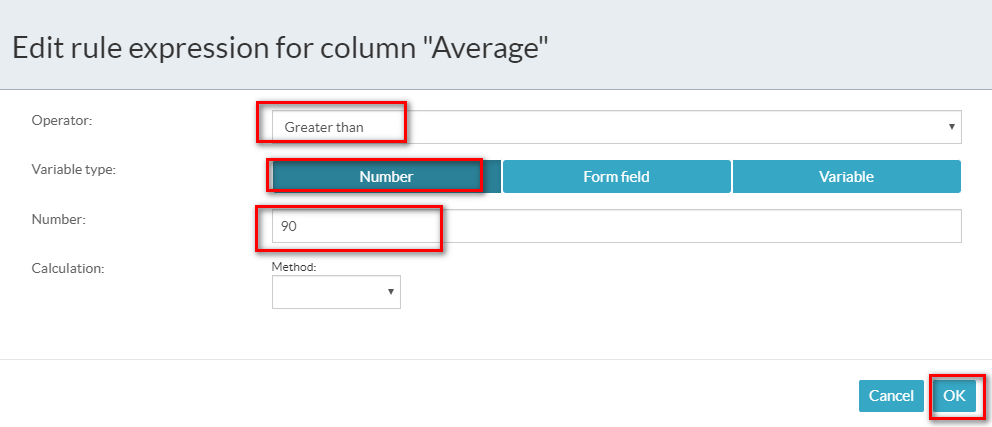 Edit rule expression for column "Average"
Operator:
Greater than
Variable type:
Number
Form field
Variable
Number:
90
Calculation:
Method:
Cancel
OK